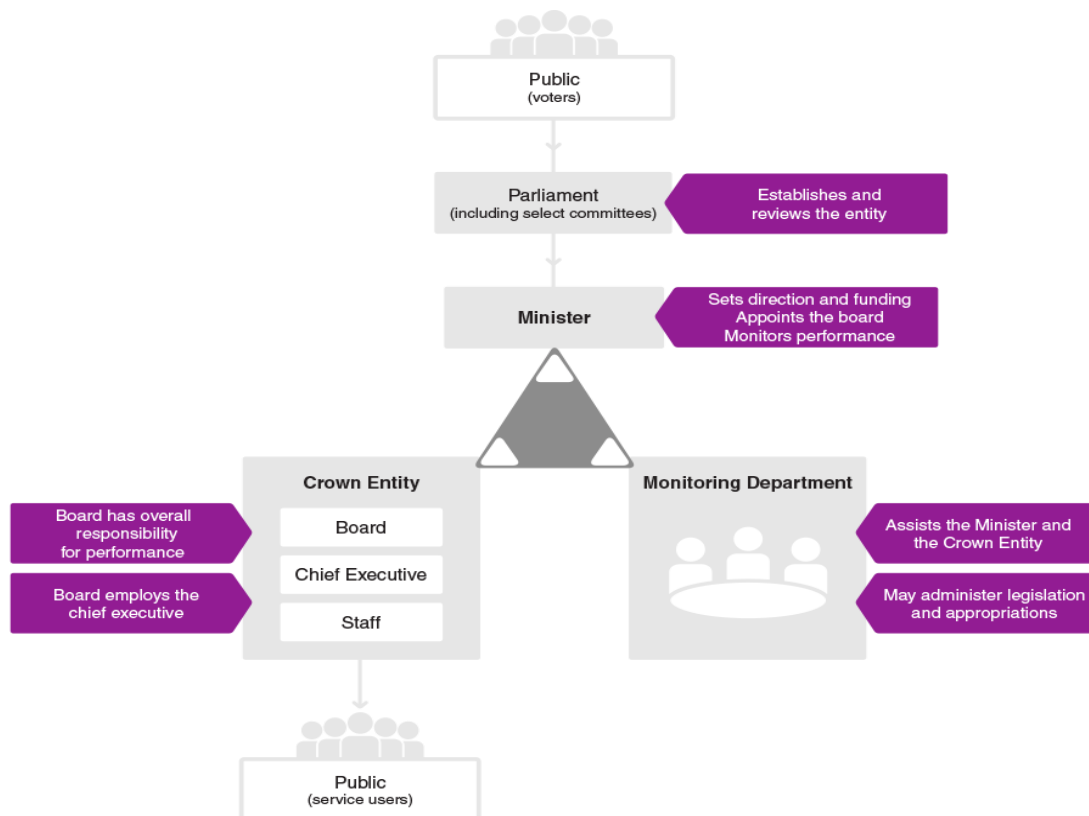 Public
(voters)
Parliament
(including select committees)
Establishes and
reviews the entity
Minister
Sets direction and funding
Appoints the board
Monitors performance
Crown Entity
Board
Chief Executive
Staff
Board has overall
responsibility
for performance
Board employs the
chief executive
Monitoring Department
Assists the Minister and
the Crown Entity
May administer legislation
and appropriations
Public
(service users)